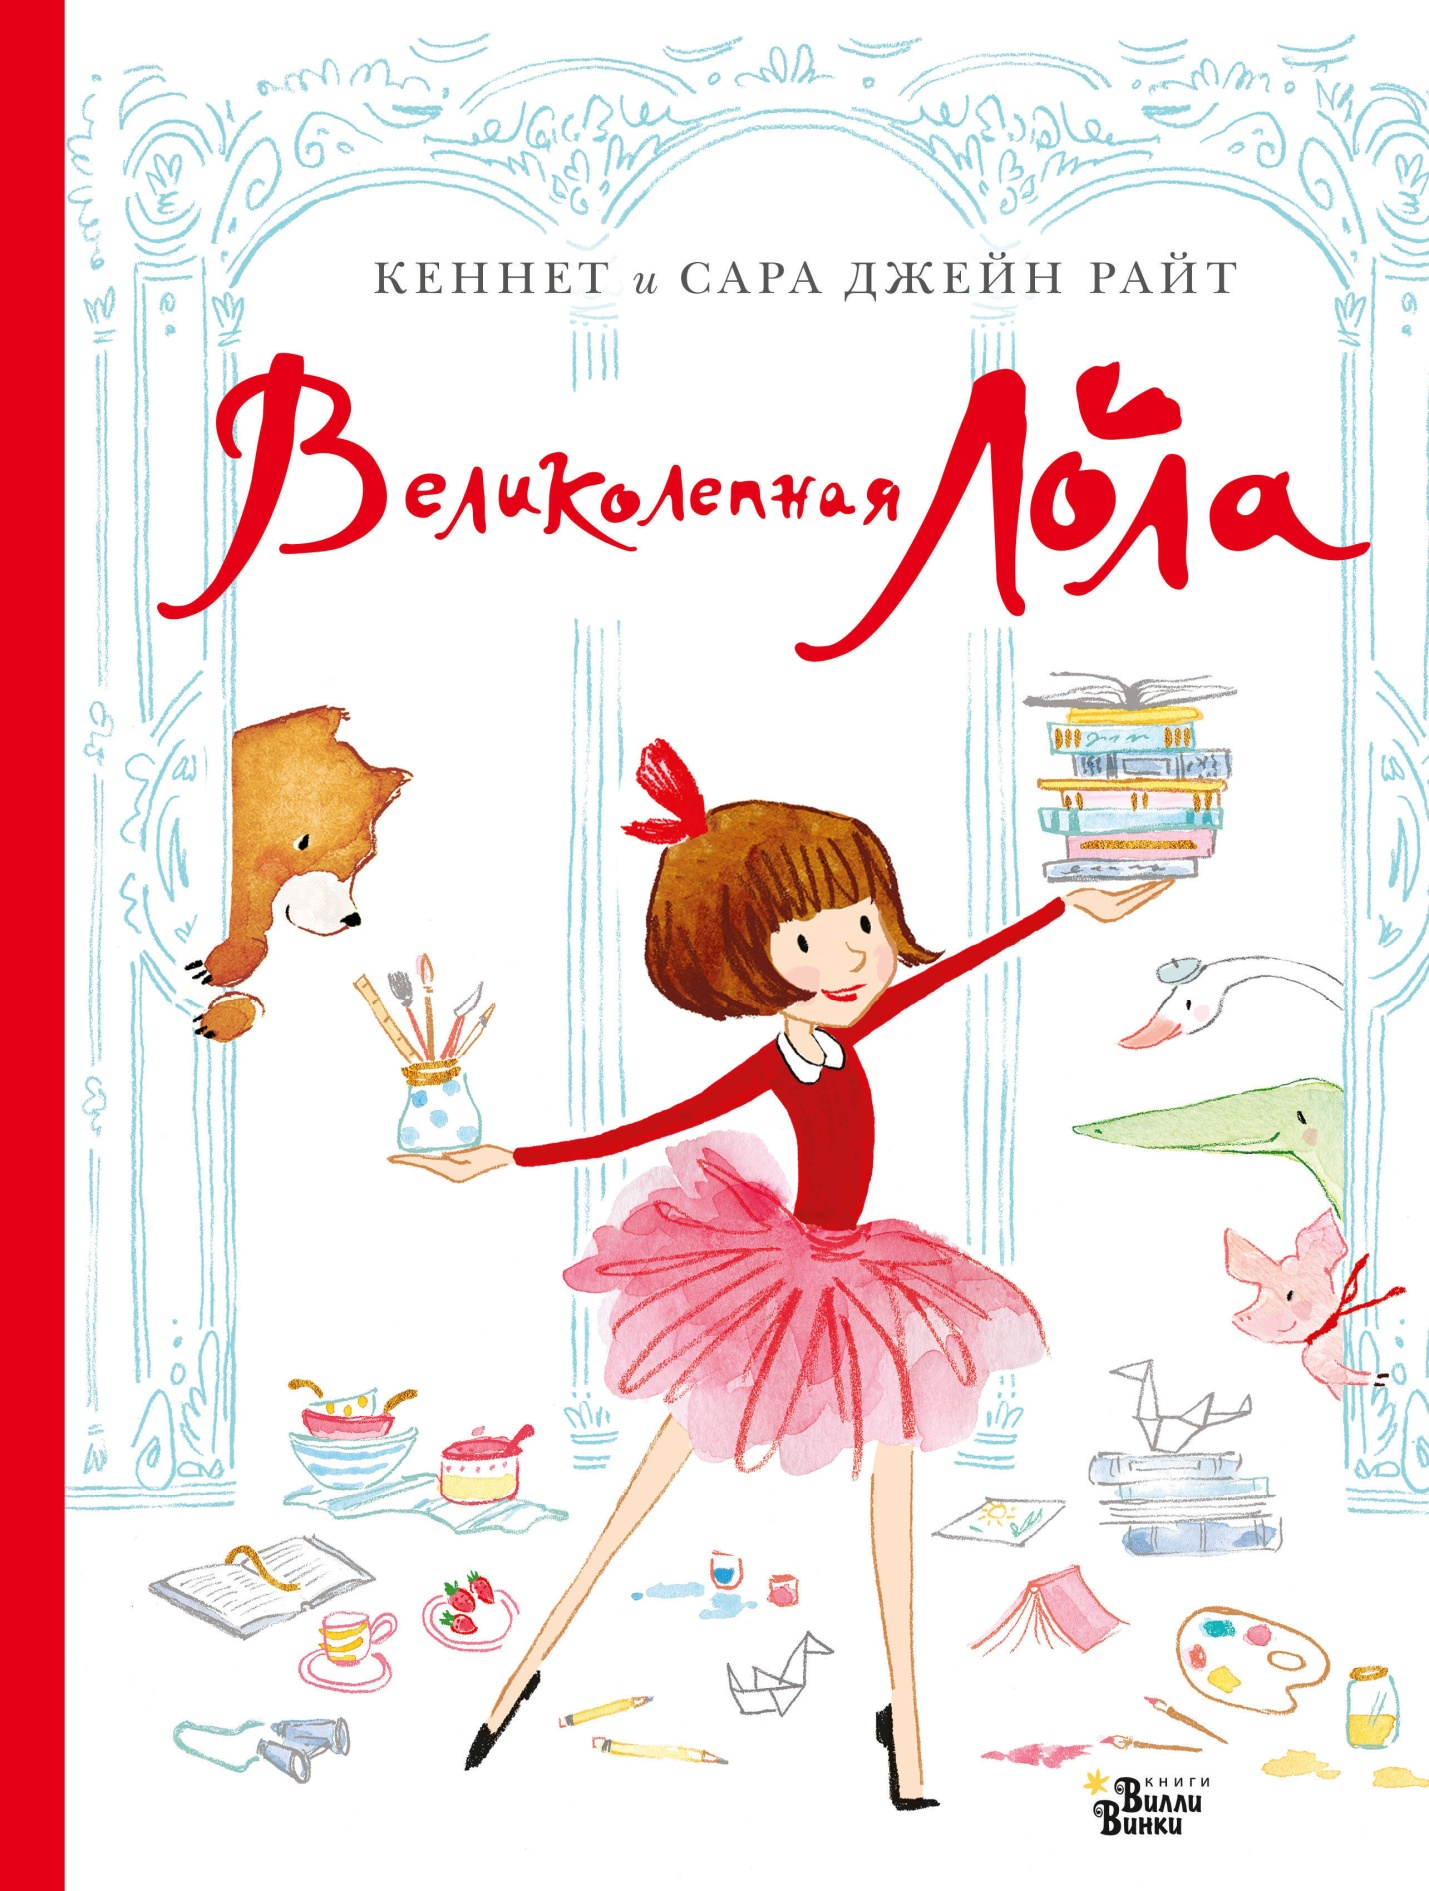 КЕННЕТ и САРА ДЖЕЙН РАЙТ
Великолепная Лола
КНИГИ
Вилли
Винки